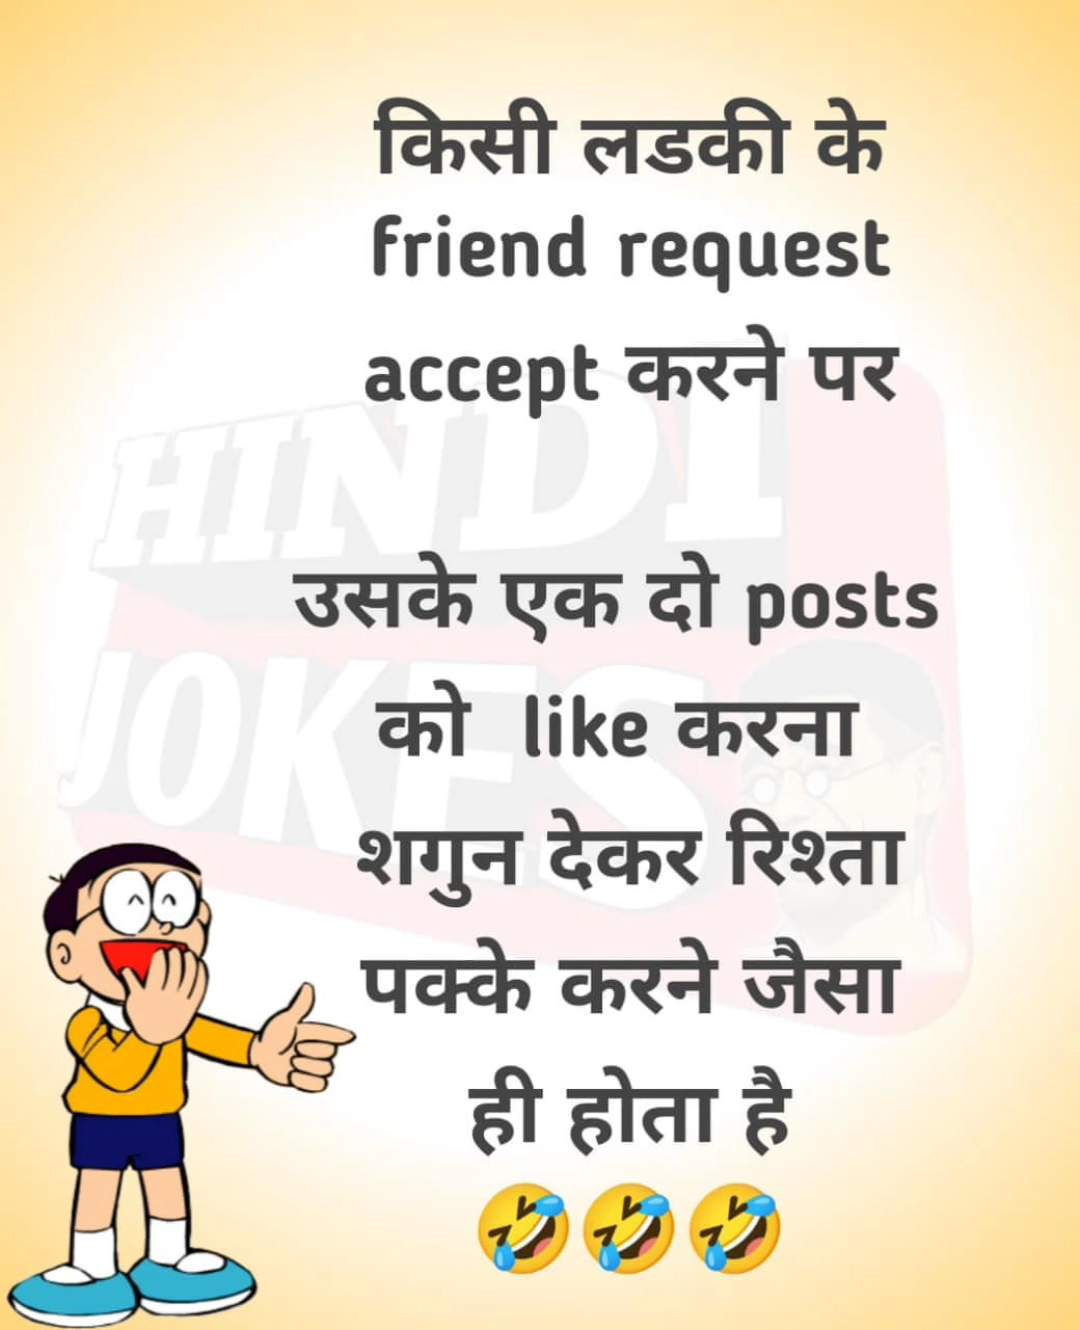 किसी लडकी के
friend request
accept करने पर
उसके एक दो posts
को like करना
शगुन देकर रिश्ता
पक्के करने जैसा
ही होता है
🤣🤣🤣
HINDI
JOKES